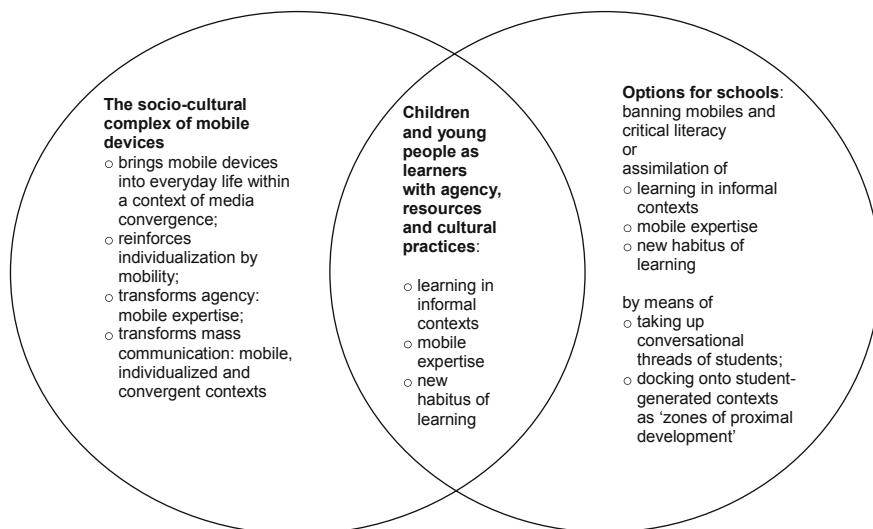 The socio-cultural
complex of mobile
devices
○ brings mobile devices
into everyday life within
a context of media
convergence;
○ reinforces
individualization by
mobility;
○ transforms agency:
mobile expertise;
○ transforms mass
communication: mobile,
individualized and
convergent contexts
Children
and young
people as
learners
with agency,
resources
and cultural
practices:
○ learning in
informal
contexts
○ mobile
expertise
○ new
habitus of
learning
Options for schools:
banning mobiles and
critical literacy
or
assimilation of
○ learning in informal
contexts
○ mobile expertise
○ new habitus of
learning
by means of
○ taking up
conversational
threads of students;
○ docking onto student-
generated contexts
as ‘zones of proximal
development’